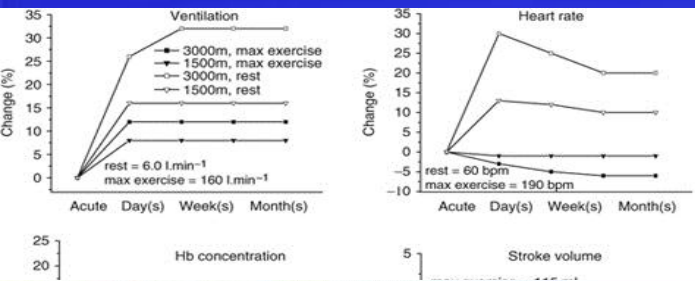 Ventilation
35
30
25
20
15
10
5
0
Change (%)
3000m, max exercise
1500m, max exercise
3000m, rest
1500m, rest
rest = 6.0 l.min⁻¹
max exercise = 160 l.min⁻¹
Acute Day(s) Week(s) Month(s)
Heart rate
35
30
25
20
15
10
5
0
−5
−10
Change (%)
rest = 60 bpm
max exercise = 190 bpm
Acute Day(s) Week(s) Month(s)
Hb concentration
25
20
Stroke volume
5